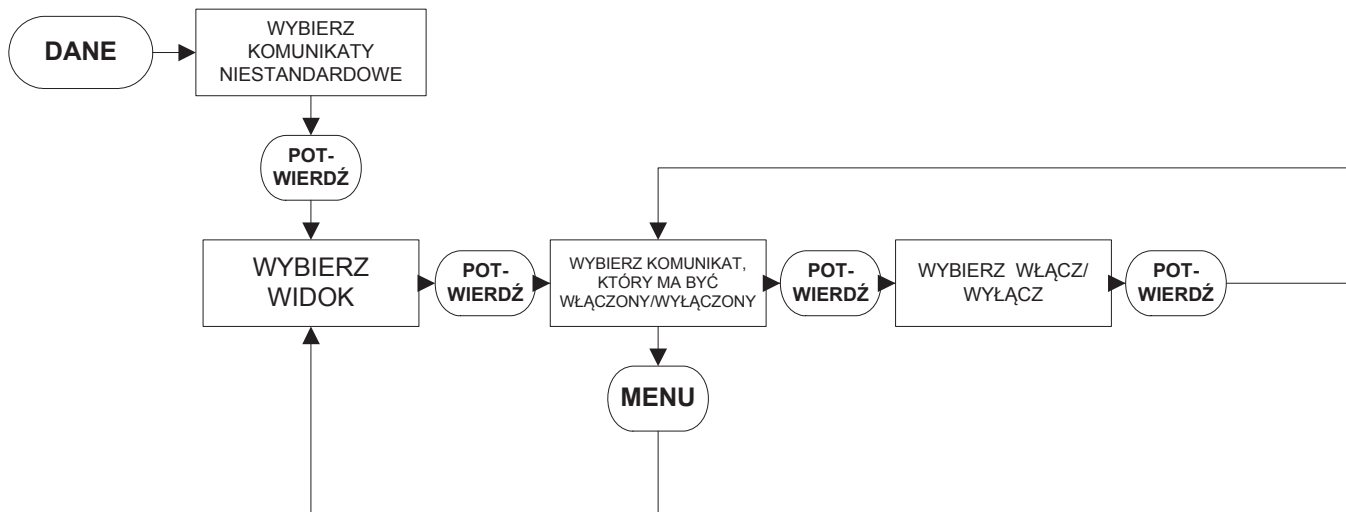 DANE
WYBIERZ
KOMUNIKATY
NIESTANDARDOWE
POT-
WIERDŹ
WYBIERZ
WIDOK
POT-
WIERDŹ
WYBIERZ KOMUNIKAT,
KTÓRY MA BYĆ
WŁĄCZONY/WYŁĄCZONY
POT-
WIERDŹ
WYBIERZ WŁĄCZ/
WYŁĄCZ
POT-
WIERDŹ
MENU